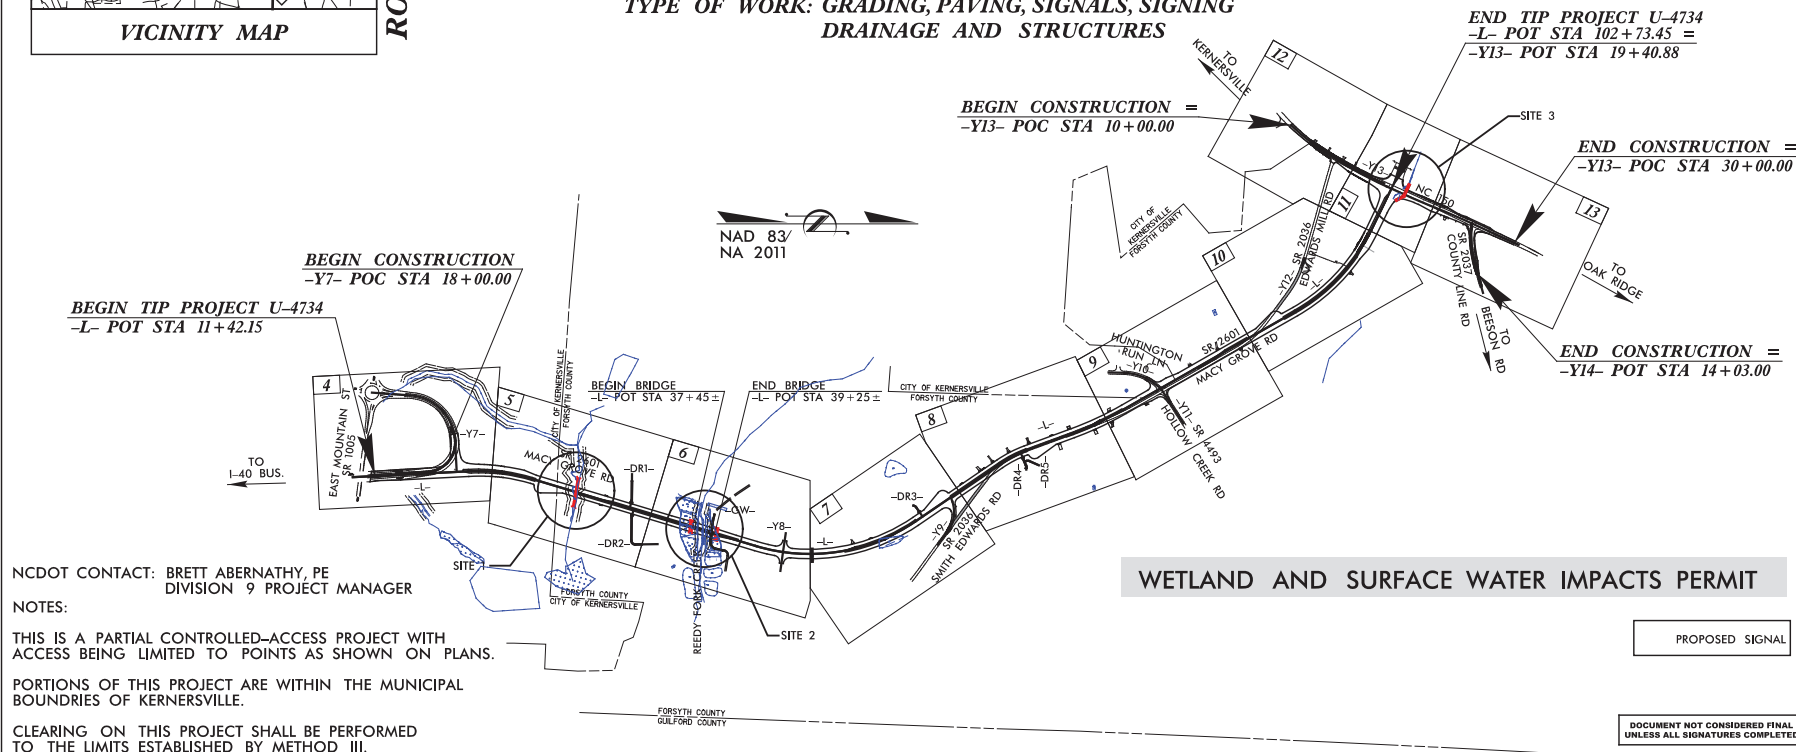 VICINITY MAP
RO
TYPE OF WORK: GRADING, PAVING, SIGNALS, SIGNING
DRAINAGE AND STRUCTURES
END TIP PROJECT U-4734
-L- POT STA 102+73.45 =
-Y13- POT STA 19+40.88
12
TO
KERNERSVILLE
BEGIN CONSTRUCTION =
-Y13- POC STA 10+00.00
SITE 3
END CONSTRUCTION =
-Y13- POC STA 30+00.00
-Y13-
NC 150
11
13
CITY OF
KERNERSVILLE
FORSYTH COUNTY
NAD 83/
NA 2011
10
-Y12- SR 2036
EDWARDS MILL RD
-L-
SR 2037
COUNTY LINE RD
TO
OAK RIDGE
TO
BEESON RD
BEGIN CONSTRUCTION
-Y7- POC STA 18+00.00
BEGIN TIP PROJECT U-4734
-L- POT STA 11+42.15
END CONSTRUCTION =
-Y14- POT STA 14+03.00
HUNTINGTON
RUN LN
-Y10-
SR 2601
MACY GROVE RD
9
4
5
EAST MOUNTAIN ST
SR 1005
-Y7-
CITY OF KERNERSVILLE
FORSYTH COUNTY
BEGIN BRIDGE
-L- POT STA 37+45±
END BRIDGE
-L- POT STA 39+25±
CITY OF KERNERSVILLE
FORSYTH COUNTY
8
-Y11- SR 4493
HOLLOW CREEK RD
-L-
6
TO
I-40 BUS.
-L-
SR 2601
MACY GROVE RD
-DR1-
-DR2-
-GW-
-Y8-
-L-
7
-DR3-
-DR4-
-DR5-
-Y9-
SR 2036
SMITH EDWARDS RD
SITE
FORSYTH COUNTY
CITY OF KERNERSVILLE
REEDY FORK CREEK
SITE 2
WETLAND AND SURFACE WATER IMPACTS PERMIT
NCDOT CONTACT: BRETT ABERNATHY, PE
DIVISION 9 PROJECT MANAGER
NOTES:
THIS IS A PARTIAL CONTROLLED-ACCESS PROJECT WITH
ACCESS BEING LIMITED TO POINTS AS SHOWN ON PLANS.
PORTIONS OF THIS PROJECT ARE WITHIN THE MUNICIPAL
BOUNDRIES OF KERNERSVILLE.
CLEARING ON THIS PROJECT SHALL BE PERFORMED
TO THE LIMITS ESTABLISHED BY METHOD III.
PROPOSED SIGNAL
FORSYTH COUNTY
GUILFORD COUNTY
DOCUMENT NOT CONSIDERED FINAL
UNLESS ALL SIGNATURES COMPLETED